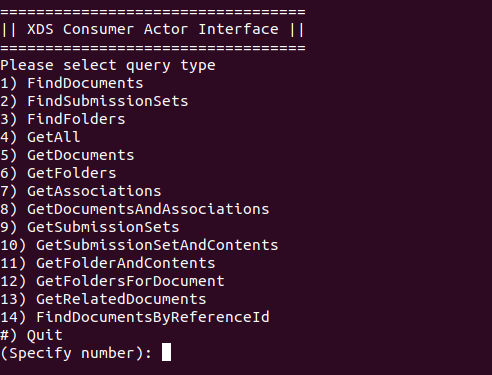 ==================================
|| XDS Consumer Actor Interface ||
==================================
Please select query type
1) FindDocuments
2) FindSubmissionSets
3) FindFolders
4) GetAll
5) GetDocuments
6) GetFolders
7) GetAssociations
8) GetDocumentsAndAssociations
9) GetSubmissionSets
10) GetSubmissionSetAndContents
11) GetFolderAndContents
12) GetFoldersForDocument
13) GetRelatedDocuments
14) FindDocumentsByReferenceId
#) Quit
(Specify number):